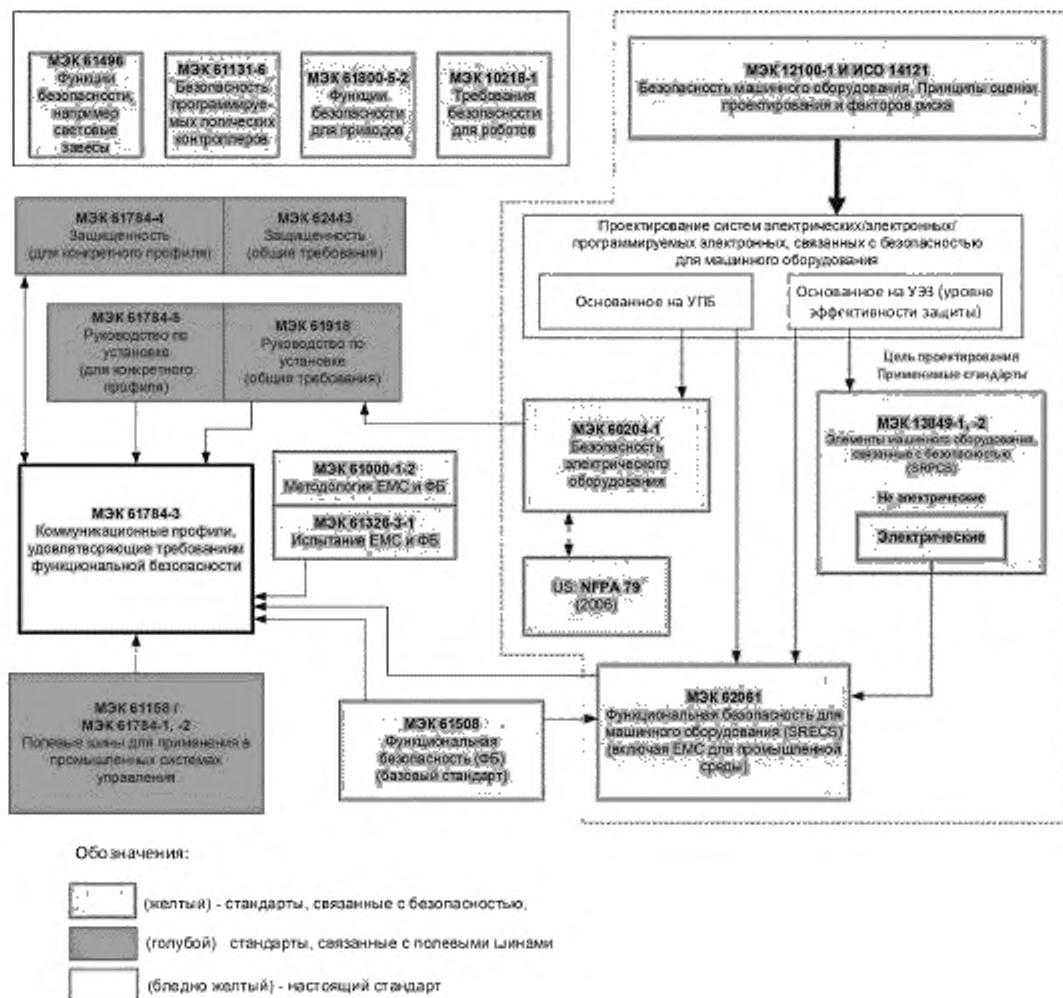 МЭК 61496
Функции
безопасности,
например
световые
завесы
МЭК 61131-6
Безопасность
программируе-
мых логических
контроллеров
МЭК 61800-5-2
Функции
безопасности
для приводов
МЭК 10218-1
Требования
безопасности
для роботов
МЭК 12100-1 И ИСО 14121
Безопасность машинного оборудования. Принципы оценки
проектирования и факторов риска
МЭК 61784-4
Защищенность
(для конкретного профиля)
МЭК 62443
Защищенность
(общие требования)
Проектирование систем электрических/электронных/
программируемых электронных, связанных с безопасностью
для машинного оборудования
Основанное на УПБ
Основанное на УЭЗ (уровне
эффективности защиты)
МЭК 61784-5
Руководство по
установке
(для конкретного
профиля)
МЭК 61918
Руководство по
установке
(общие требования)
Цель проектирования
Применимые стандарты
МЭК 60204-1
Безопасность
электрического
оборудования
МЭК 13849-1, -2
Элементы машинного оборудования,
связанные с безопасностью
(SRPCS)
Не электрические
Электрические
МЭК 61000-1-2
Методология ЕМС и ФБ
МЭК 61326-3-1
Испытание ЕМС и ФБ
МЭК 61784-3
Коммуникационные профили,
удовлетворяющие требованиям
функциональной безопасности
US: NFPA 79
(2006)
МЭК 61158 /
МЭК 61784-1, -2
Полевые шины для применения в
промышленных системах
управления
МЭК 61508
Функциональная
безопасность (ФБ)
(базовый стандарт)
МЭК 62061
Функциональная безопасность для
машинного оборудования (SRECS)
(включая ЕМС для промышленной
среды)
Обозначения:
(желтый) - стандарты, связанные с безопасностью,
(голубой) стандарты, связанные с полевыми шинами
(бледно желтый) - настоящий стандарт